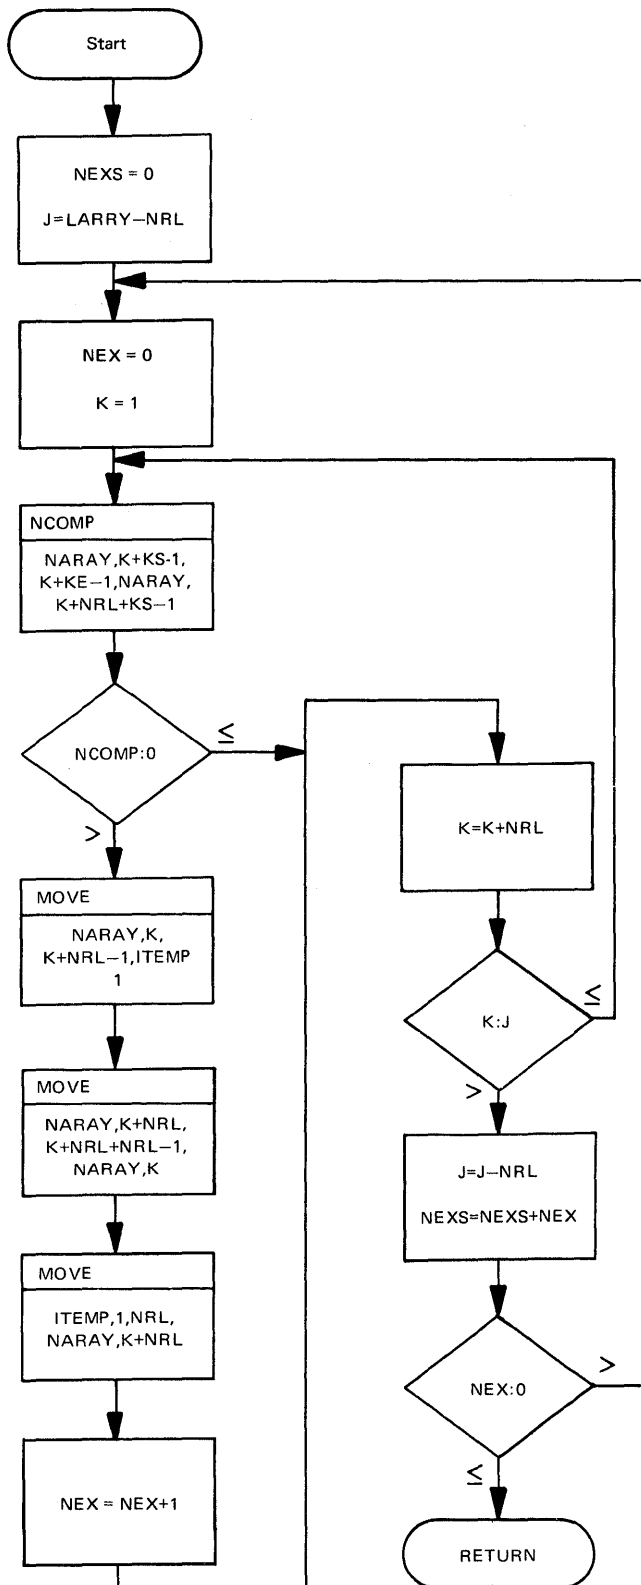 Start
NEXS = 0
J=LARRY–NRL
NEX = 0
K = 1
NCOMP
NARAY,K+KS-1,
K+KE–1,NARAY,
K+NRL+KS–1
NCOMP:0
≤
>
MOVE
NARAY,K,
K+NRL–1,ITEMP
1
MOVE
NARAY,K+NRL,
K+NRL+NRL–1,
NARAY,K
MOVE
ITEMP,1,NRL,
NARAY,K+NRL
NEX = NEX+1
K=K+NRL
K:J
≤
>
J=J–NRL
NEXS=NEXS+NEX
NEX:0
>
≤
RETURN